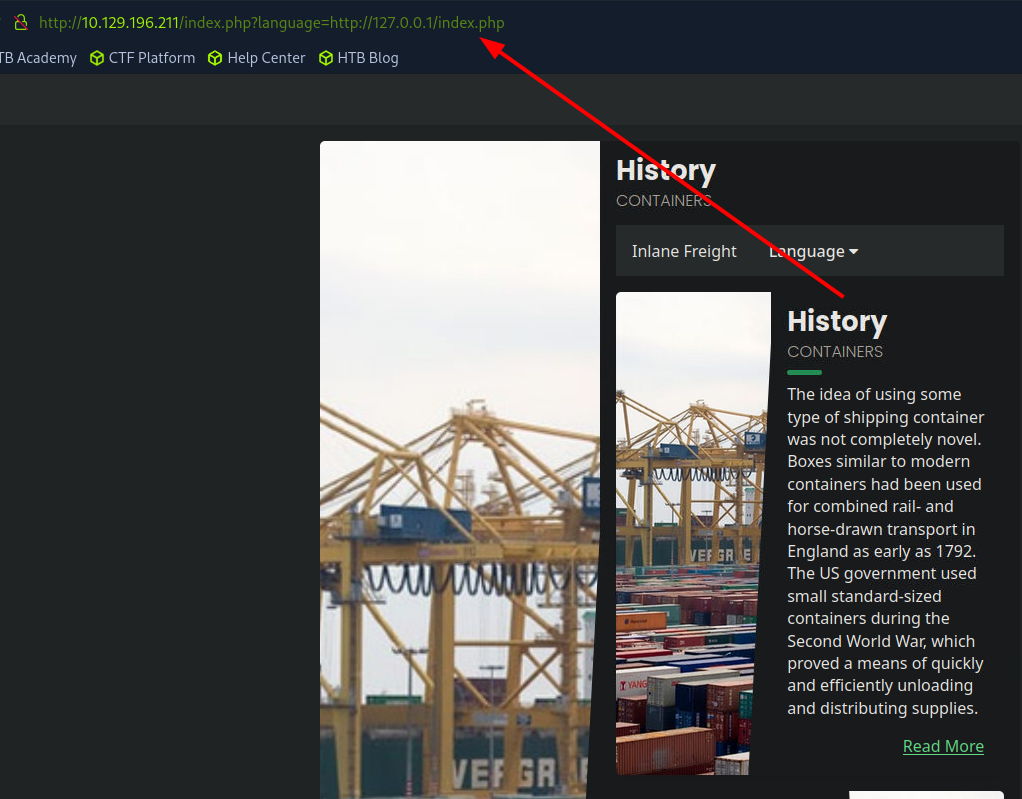 http://10.129.196.211/index.php?language=http://127.0.0.1/index.php
TB Academy CTF Platform Help Center HTB Blog
History
CONTAINERS
Inlane Freight Language
History
CONTAINERS
The idea of using some
type of shipping container
was not completely novel.
Boxes similar to modern
containers had been used
for combined rail- and
horse-drawn transport in
England as early as 1792.
The US government used
small standard-sized
containers during the
Second World War, which
proved a means of quickly
and efficiently unloading
and distributing supplies.
Read More